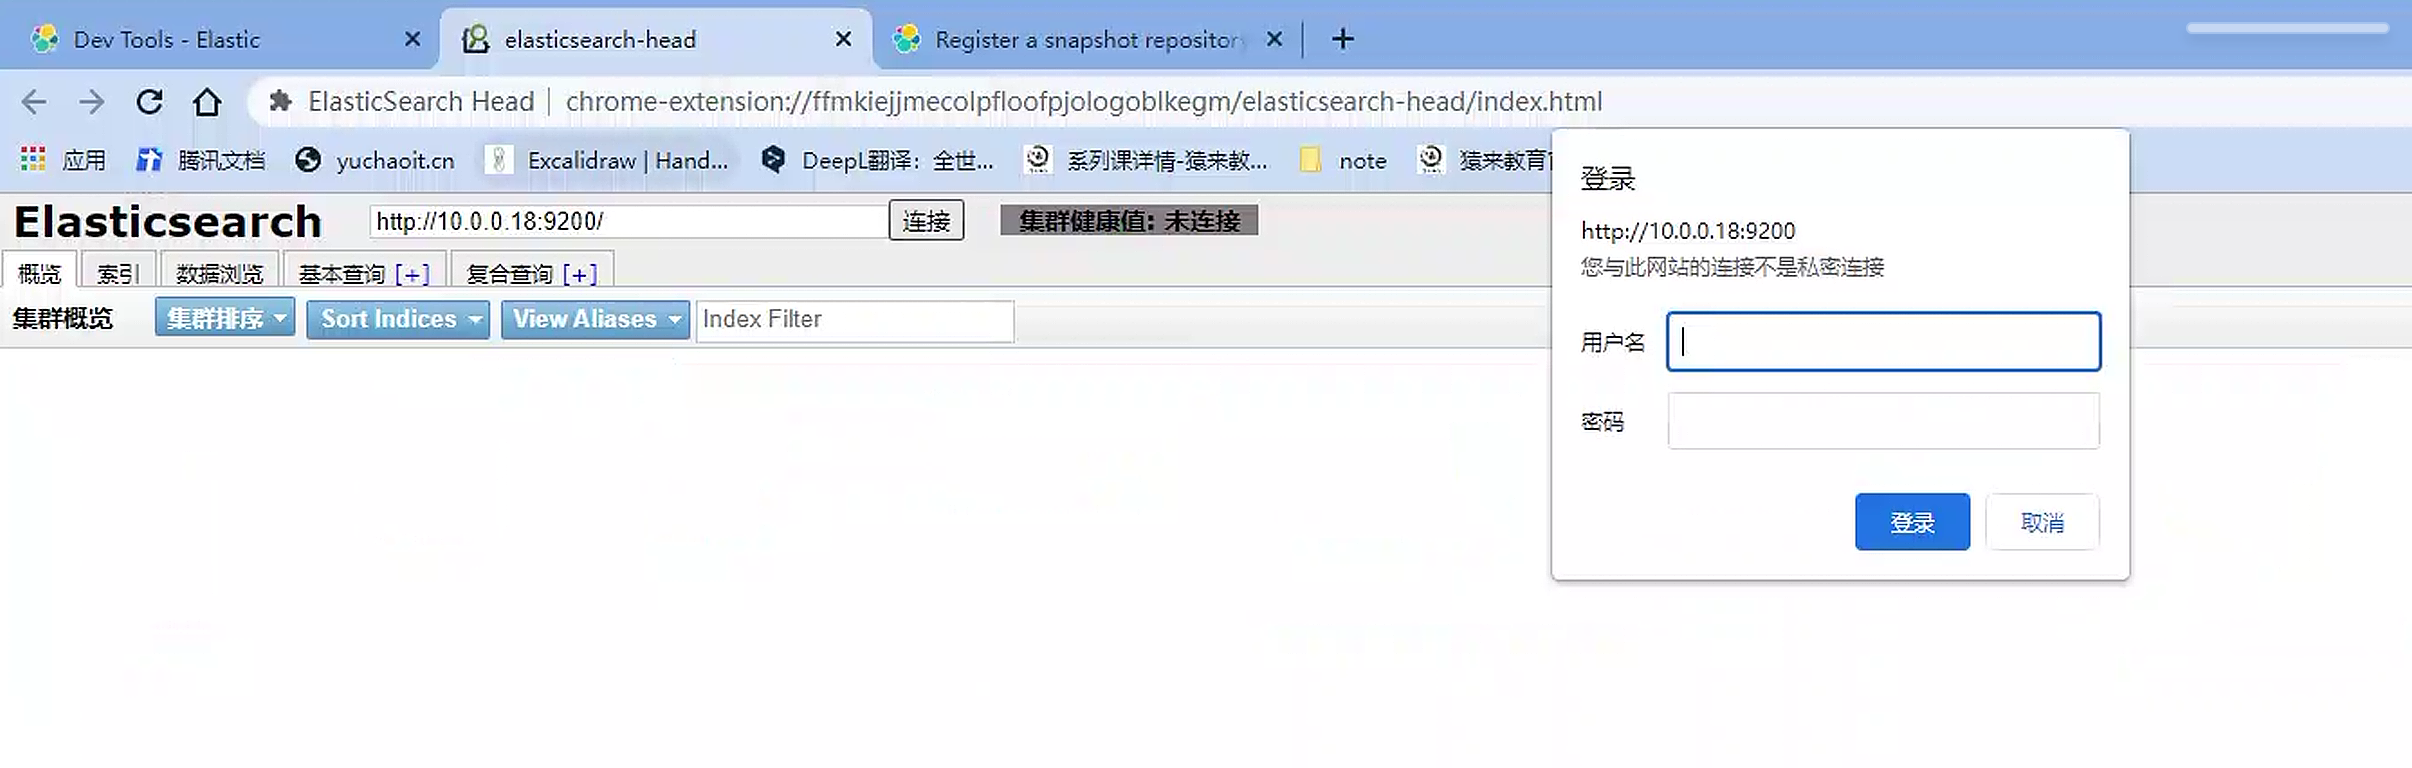 Dev Tools - Elastic
elasticsearch-head
Register a snapshot repository
ElasticSearch Head | chrome-extension://ffmkiejjmecolpfloofpjologoblkegm/elasticsearch-head/index.html
应用 腾讯文档 yuchaoit.cn Excalidraw | Hand... DeepL翻译：全世... 系列课详情-猿来教... note 猿来教育
Elasticsearch http://10.0.0.18:9200/ 连接 集群健康值: 未连接
概览 索引 数据浏览 基本查询 [+] 复合查询 [+]
集群概览 集群排序 Sort Indices View Aliases Index Filter
登录
http://10.0.0.18:9200
您与此网站的连接不是私密连接
用户名
密码
登录 取消